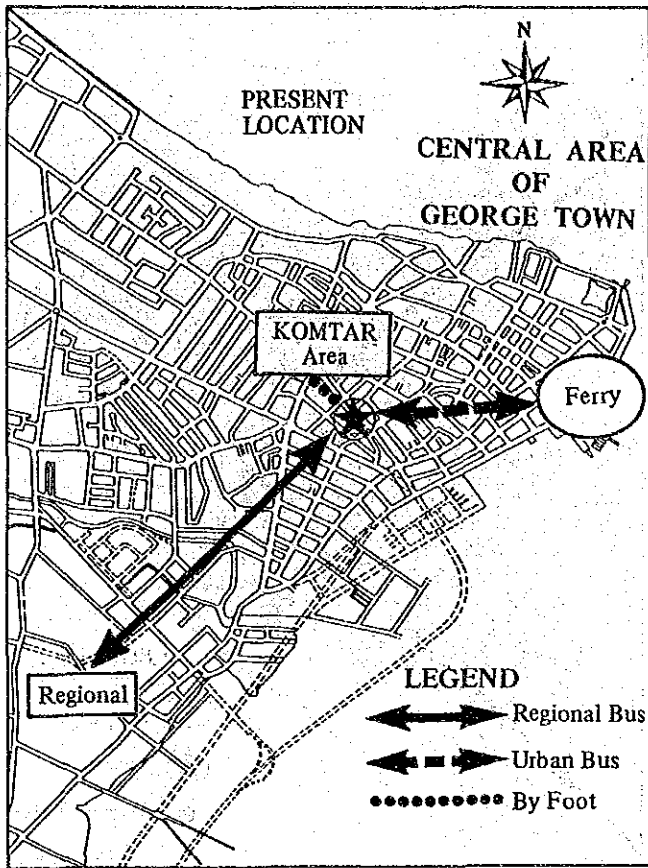 N
PRESENT
LOCATION
CENTRAL AREA
OF
GEORGE TOWN
KOMTAR
Area
Ferry
Regional
LEGEND
Regional Bus
Urban Bus
By Foot